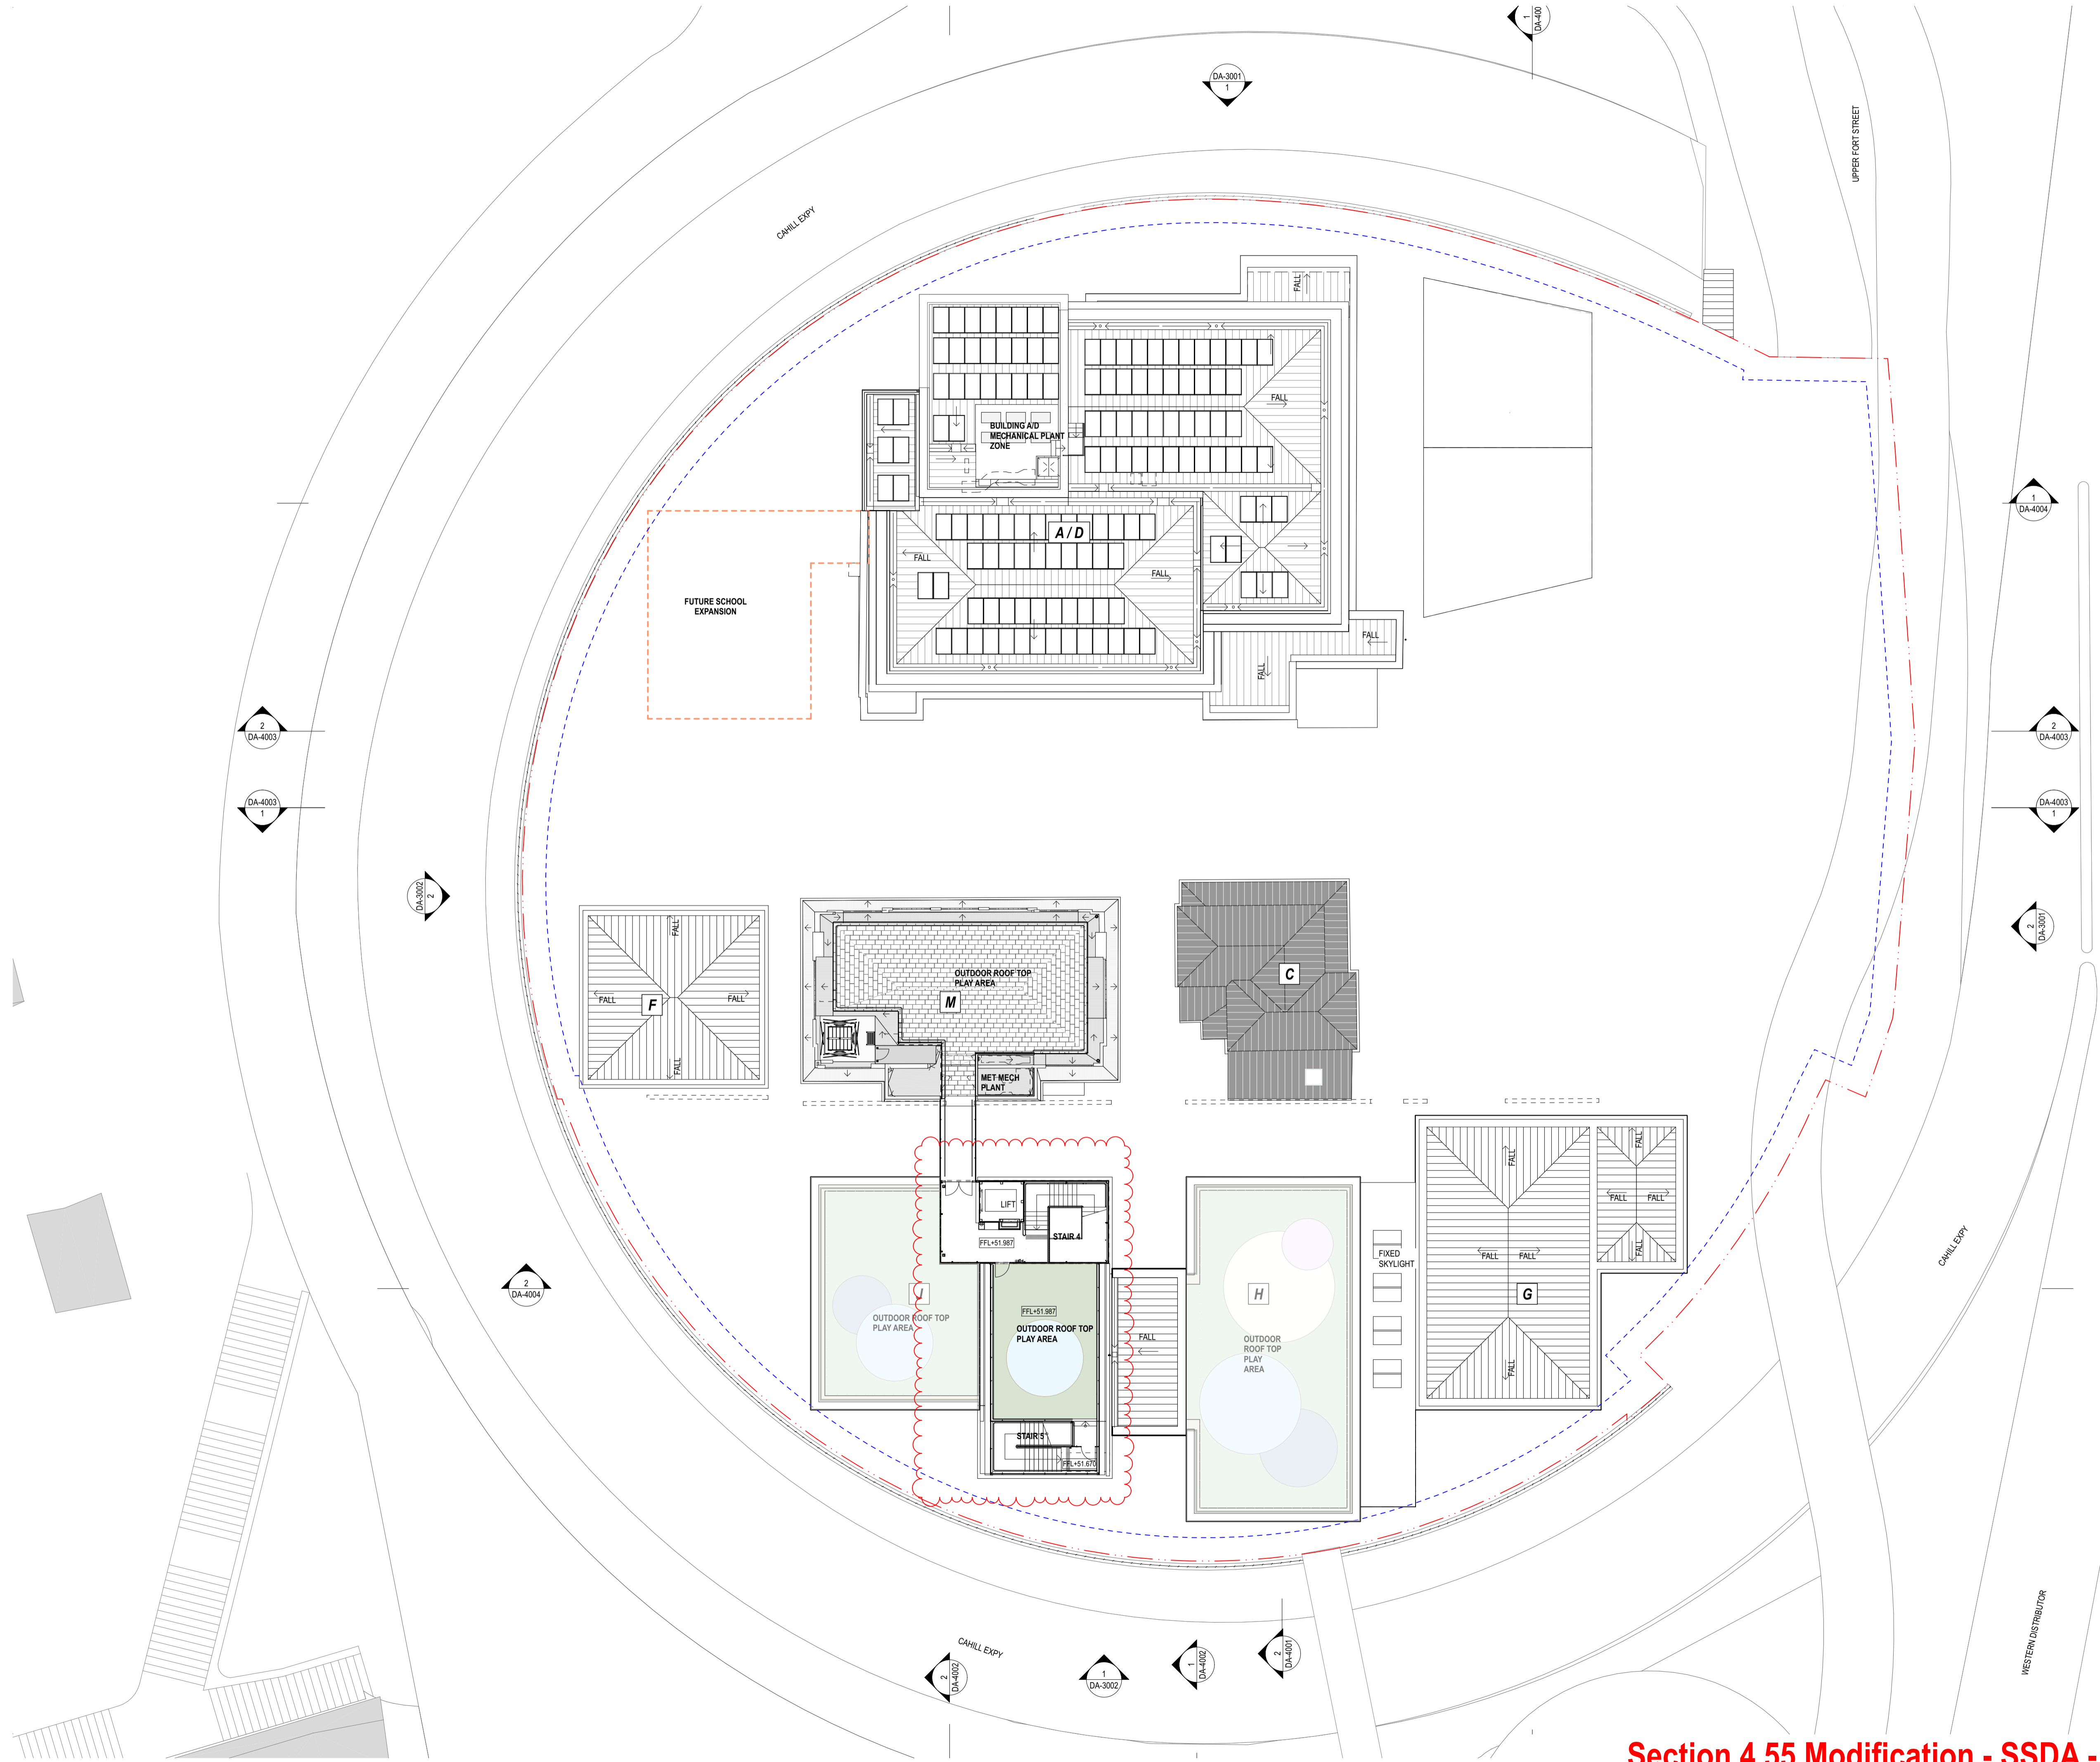 1
DA-400
DA-3001
1
UPPER FORT STREET
CAHILL EXPY
FALL
FALL
BUILDING A/D
MECHANICAL PLANT
ZONE
1
DA-4004
A / D
FALL
FALL
FUTURE SCHOOL
EXPANSION
FALL
FALL
2
DA-4003
2
DA-4003
DA-4003
1
DA-4003
1
DA-3002
2
2
DA-3001
FALL
FALL
F
FALL
FALL
OUTDOOR ROOF TOP
PLAY AREA
M
C
MET MECH
PLANT
FALL
FALL
FALL
FALL
FALL
LIFT
STAIR 4
FFL+51.987
FIXED
SKYLIGHT
FALL
FALL
FALL
CAHILL EXPY
2
DA-4004
J
OUTDOOR ROOF TOP
PLAY AREA
FFL+51.987
OUTDOOR ROOF TOP
PLAY AREA
FALL
H
OUTDOOR
ROOF TOP
PLAY
AREA
G
FALL
STAIR 5
FFL+51.670
CAHILL EXPY
2
DA-4002
1
DA-3002
1
DA-4002
2
DA-4001
WESTERN DISTRIBUTOR
Section 4.55 Modification - SSDA -